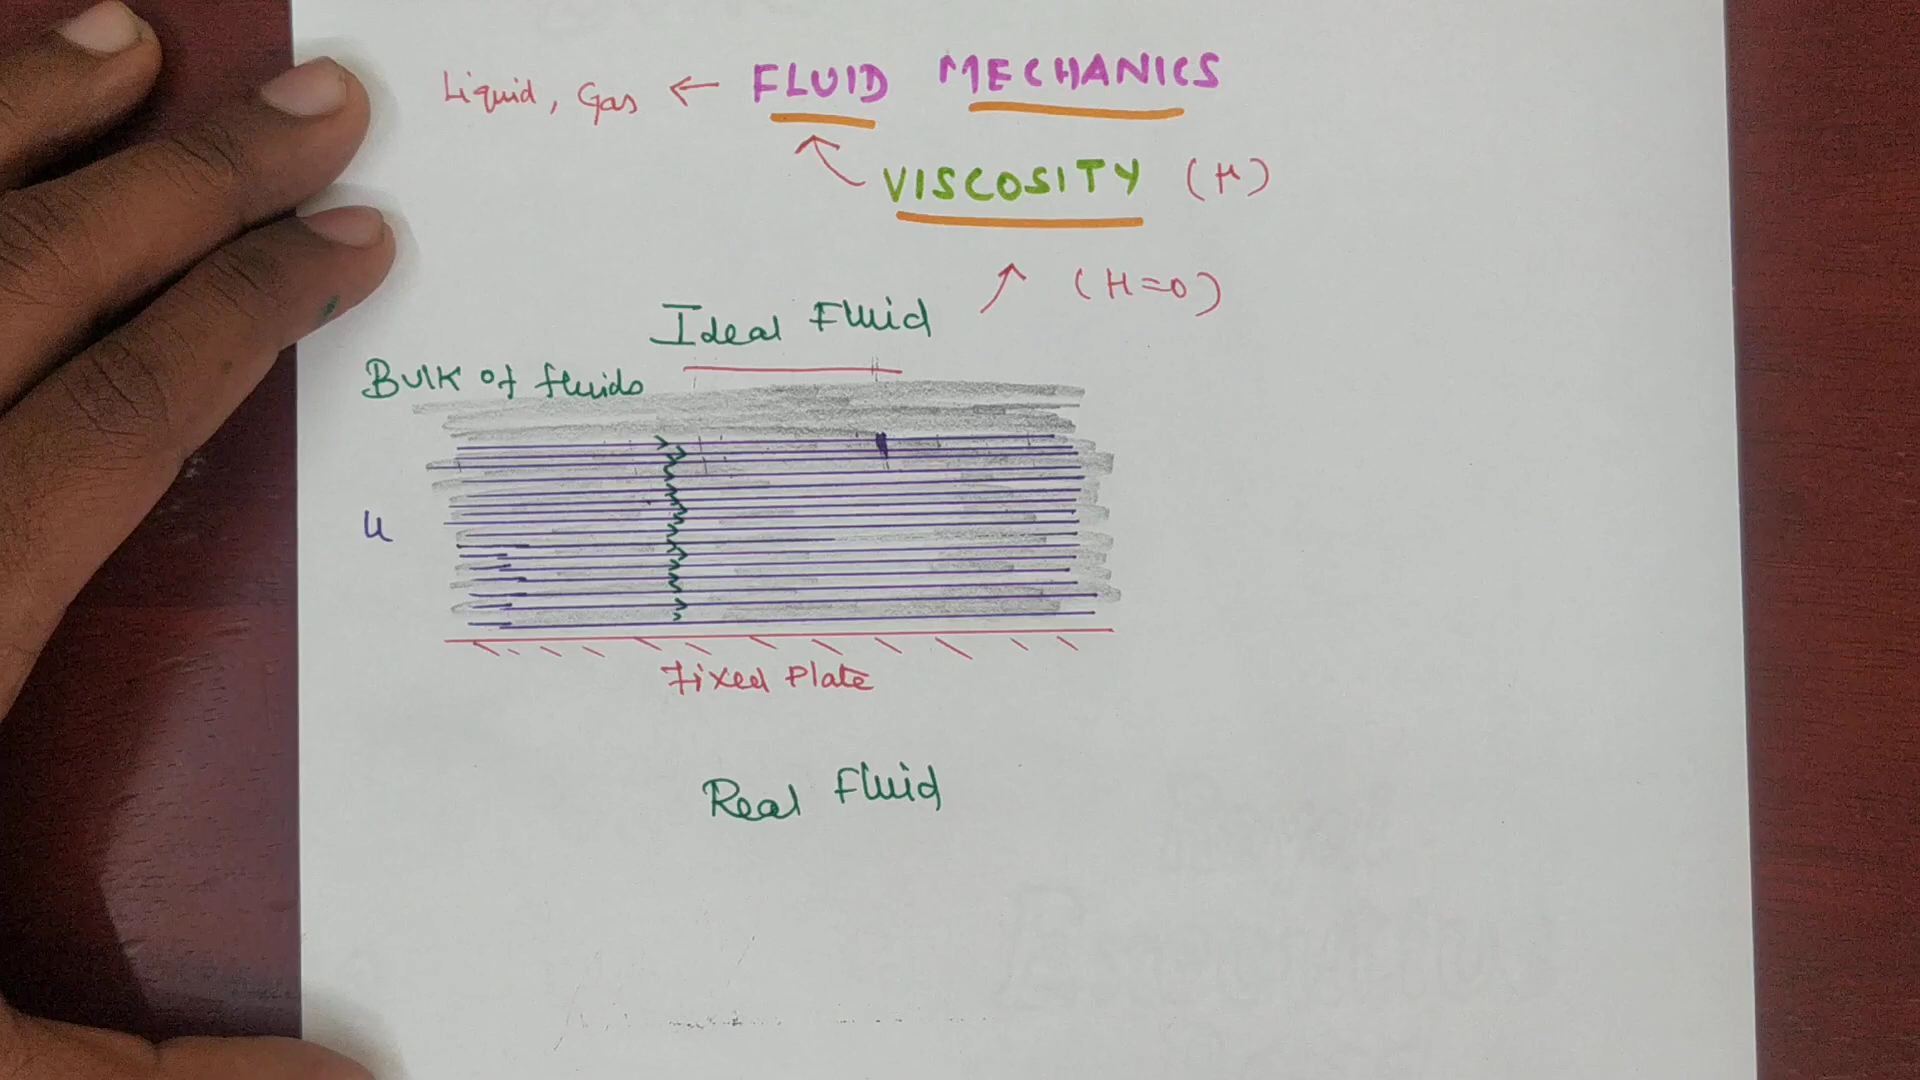 Liquid, Gas ← FLUID MECHANICS
VISCOSITY (μ)
(μ=0)
Ideal Fluid
Bulk of fluids
u
Fixed Plate
Real Fluid